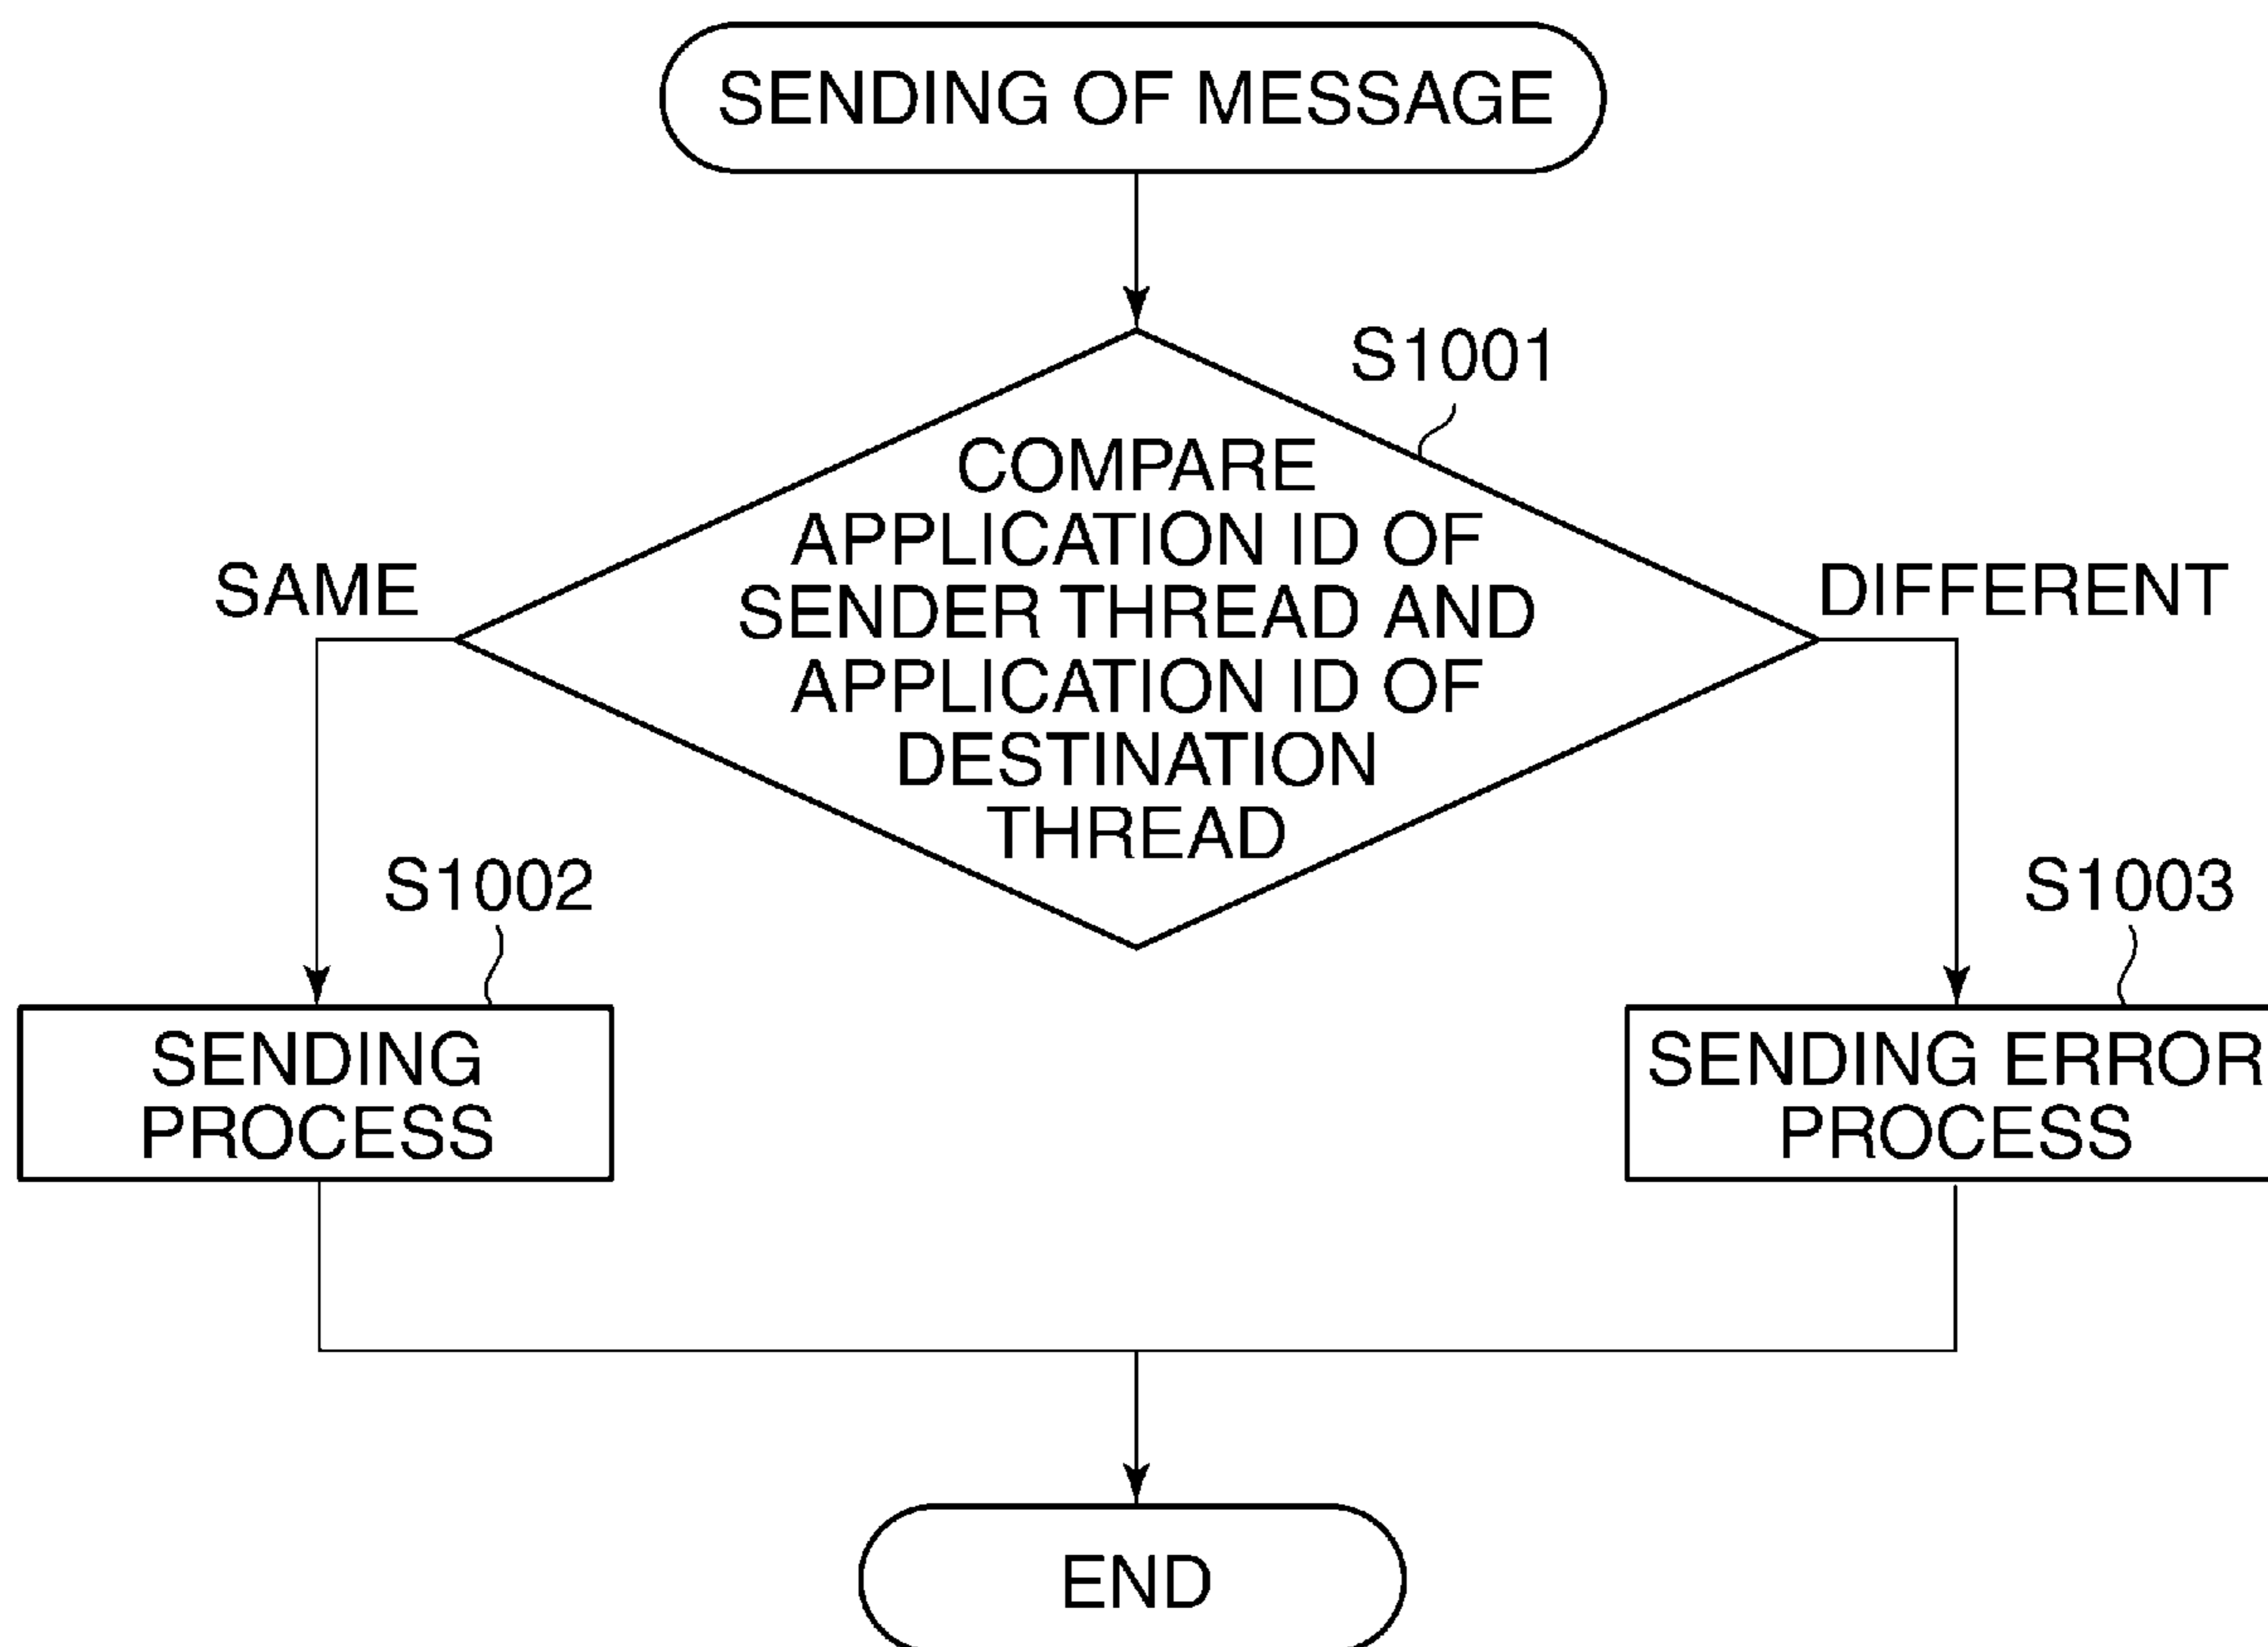 SENDING OF MESSAGE
S1001
COMPARE
APPLICATION ID OF
SENDER THREAD AND
APPLICATION ID OF
DESTINATION
THREAD
SAME
DIFFERENT
S1002
SENDING
PROCESS
S1003
SENDING ERROR
PROCESS
END